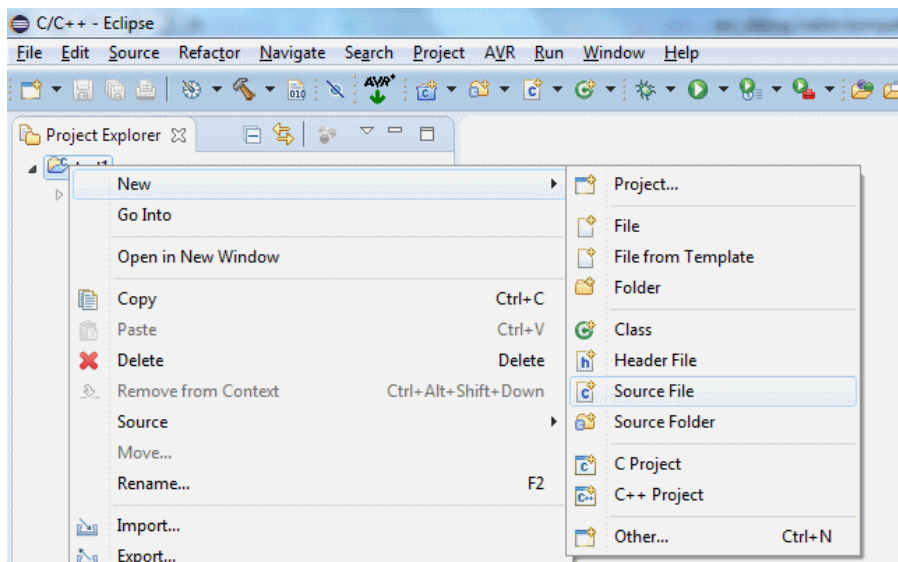 C/C++ - Eclipse
File Edit Source Refactor Navigate Search Project AVR Run Window Help
010 AVR
Project Explorer
New
Go Into
Open in New Window
Copy Ctrl+C
Paste Ctrl+V
Delete Delete
Remove from Context Ctrl+Alt+Shift+Down
Source
Move...
Rename... F2
Import...
Export...
Project...
File
File from Template
Folder
Class
Header File
Source File
Source Folder
C Project
C++ Project
Other... Ctrl+N